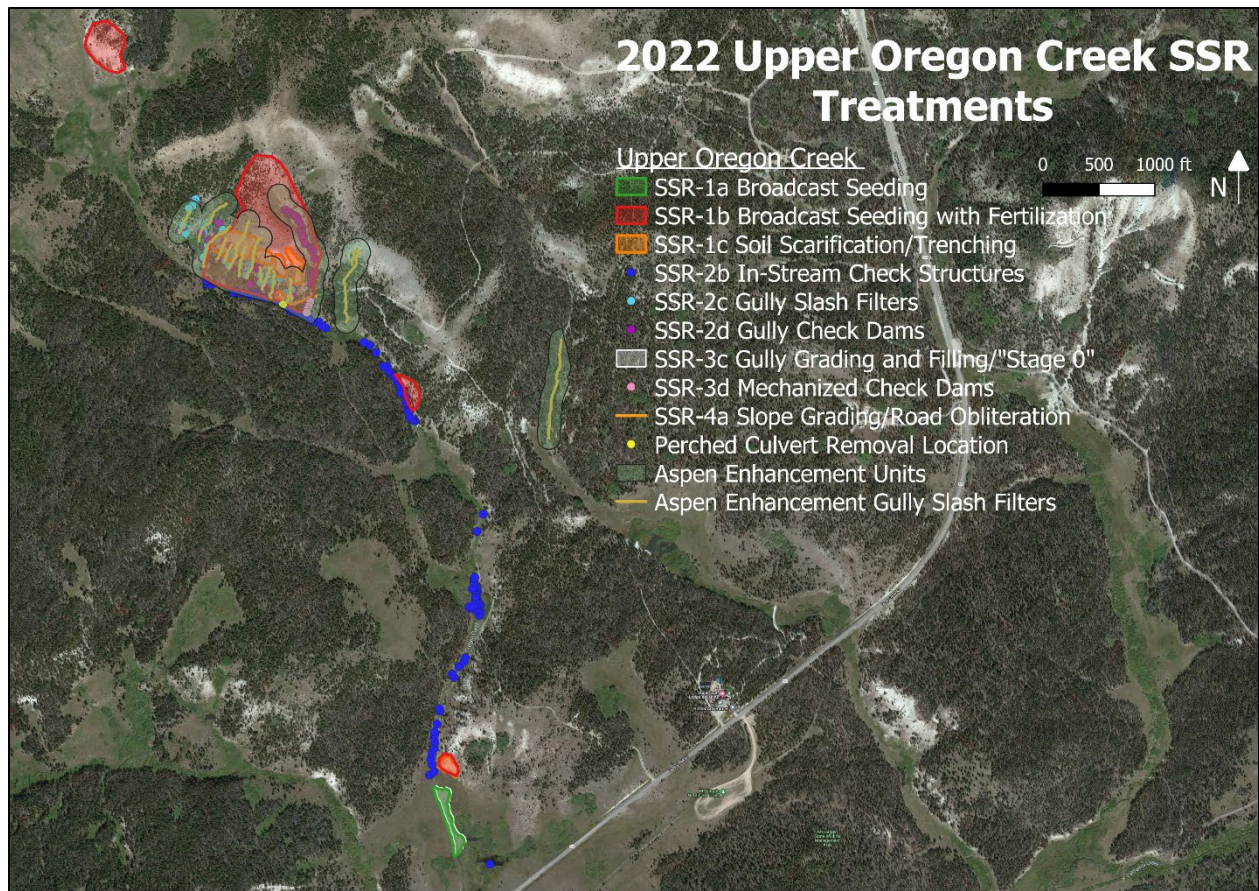 2022 Upper Oregon Creek SSR
Treatments
Upper Oregon Creek
0 500 1000 ft
N
SSR-1a Broadcast Seeding
SSR-1b Broadcast Seeding with Fertilization
SSR-1c Soil Scarification/Trenching
SSR-2b In-Stream Check Structures
SSR-2c Gully Slash Filters
SSR-2d Gully Check Dams
SSR-3c Gully Grading and Filling/"Stage 0"
SSR-3d Mechanized Check Dams
SSR-4a Slope Grading/Road Obliteration
Perched Culvert Removal Location
Aspen Enhancement Units
Aspen Enhancement Gully Slash Filters